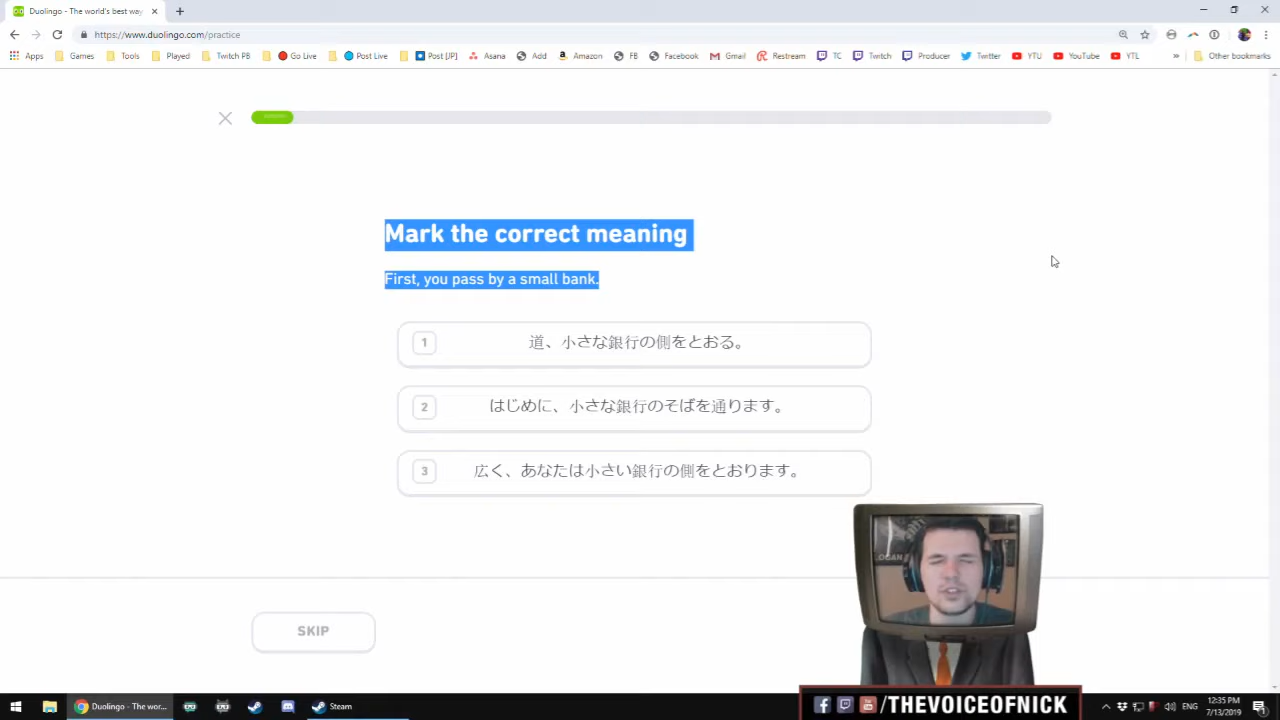 Duolingo - The world's best way
https://www.duolingo.com/practice
Apps Games Tools Played Twitch PB Go Live Post Live Post [JP] Asana Add Amazon FB Facebook Gmail Restream TC Twitch Producer Twitter YTU YouTube YTL » Other bookmarks
Mark the correct meaning
First, you pass by a small bank.
1 道、小さな銀行の側をとおる。
2 はじめに、小さな銀行のそばを通ります。
3 広く、あなたは小さい銀行の側をとおります。
SKIP
/THEVOICEOFNICK
Duolingo - The wor...
Steam
ENG
12:35 PM
7/13/2019